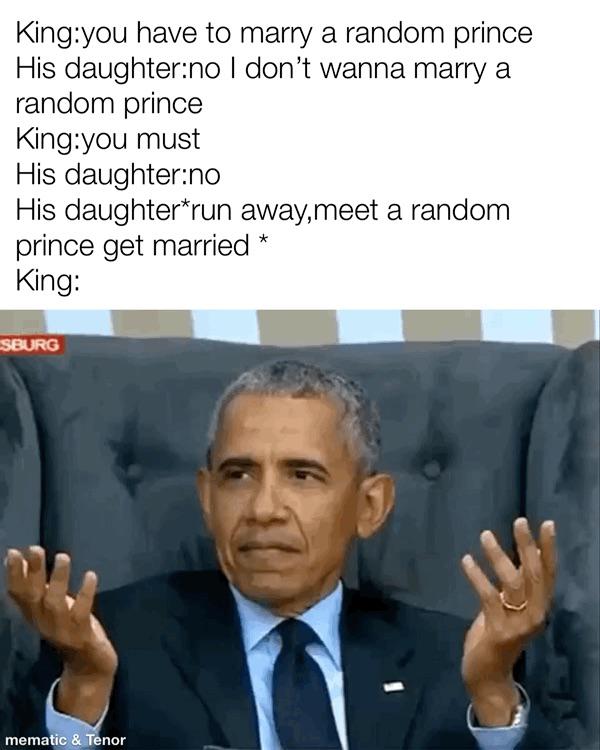 King:you have to marry a random prince
His daughter:no I don’t wanna marry a
random prince
King:you must
His daughter:no
His daughter*run away,meet a random
prince get married *
King:
SBURG
mematic & Tenor